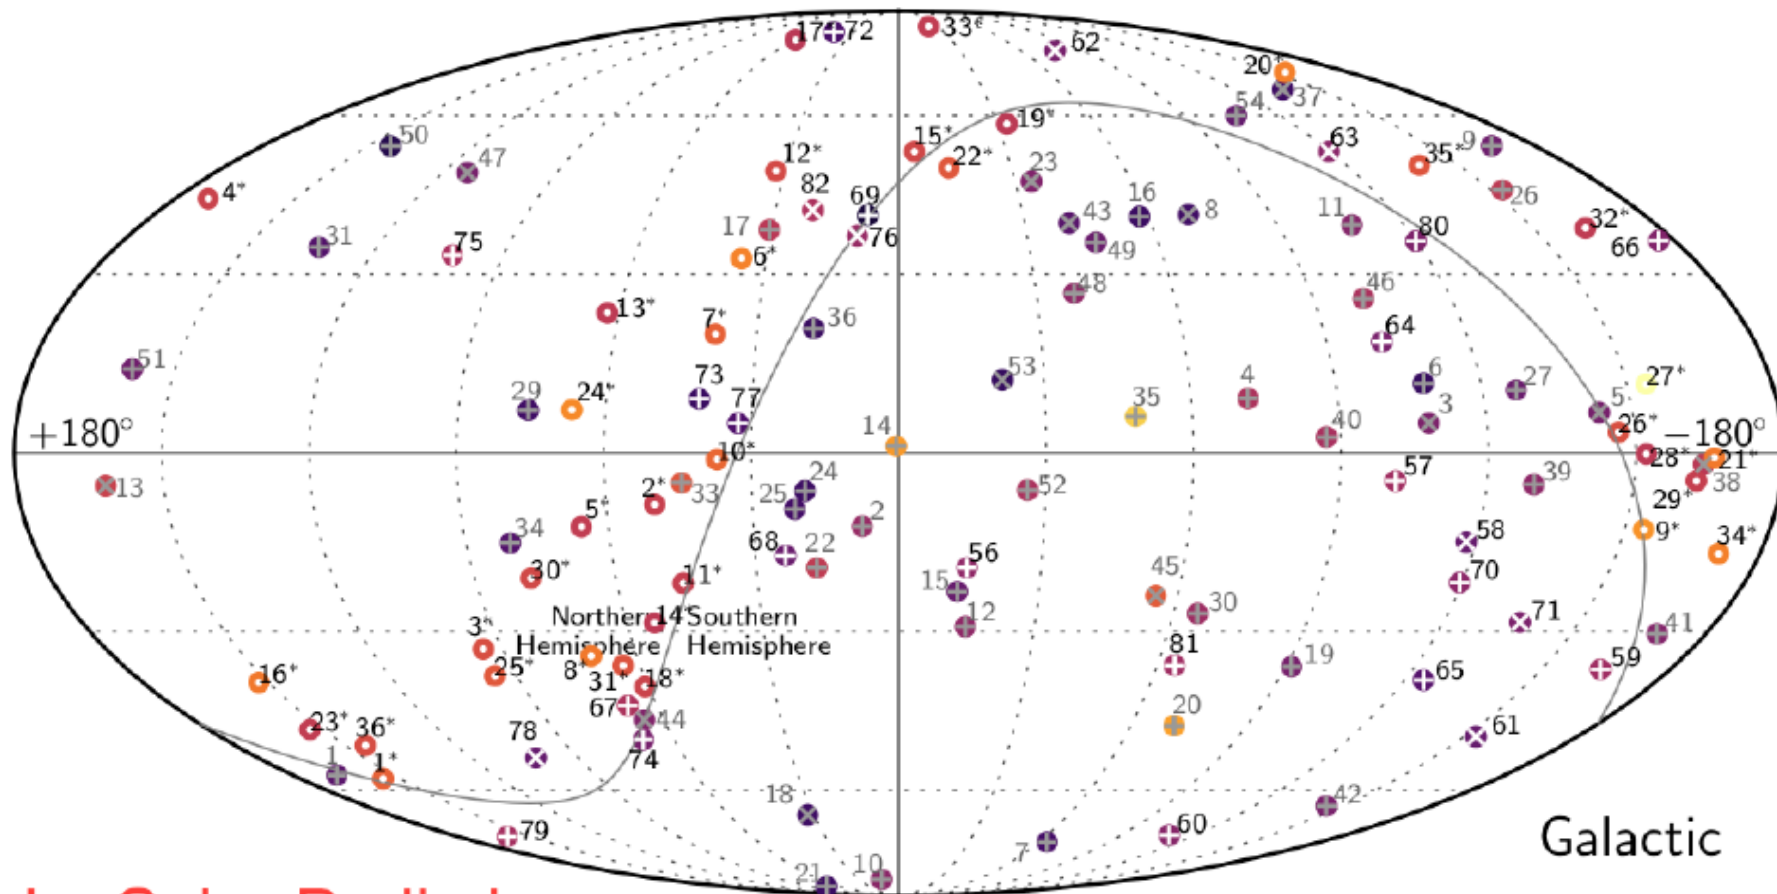 17 72 33*
62
20*
37
54
50 15* 19* 63 9
47 12* 22* 23 35*
4* 82 69 26
17 16 8 11 32*
31 75 76 43 80 66
6* 49
48 46
13* 7* 36 64
51 53 6 27 27*
29 24* 73 77 35 4 3 5
14 40 26*
+180° −180°
10* 28* 21*
13 2* 33 24 52 57 39 38
5* 25 2 29*
34 68 22 58 9* 34*
30* 11* 56 45 70
15 30
14* 12 71 41
Northern Southern
Hemisphere Hemisphere
3* 8* 81 19 59
16* 25* 31* 18* 65
67 44 20
23* 36* 78 74 61
1 1*
18 42
79 7 60
21 10
Galactic